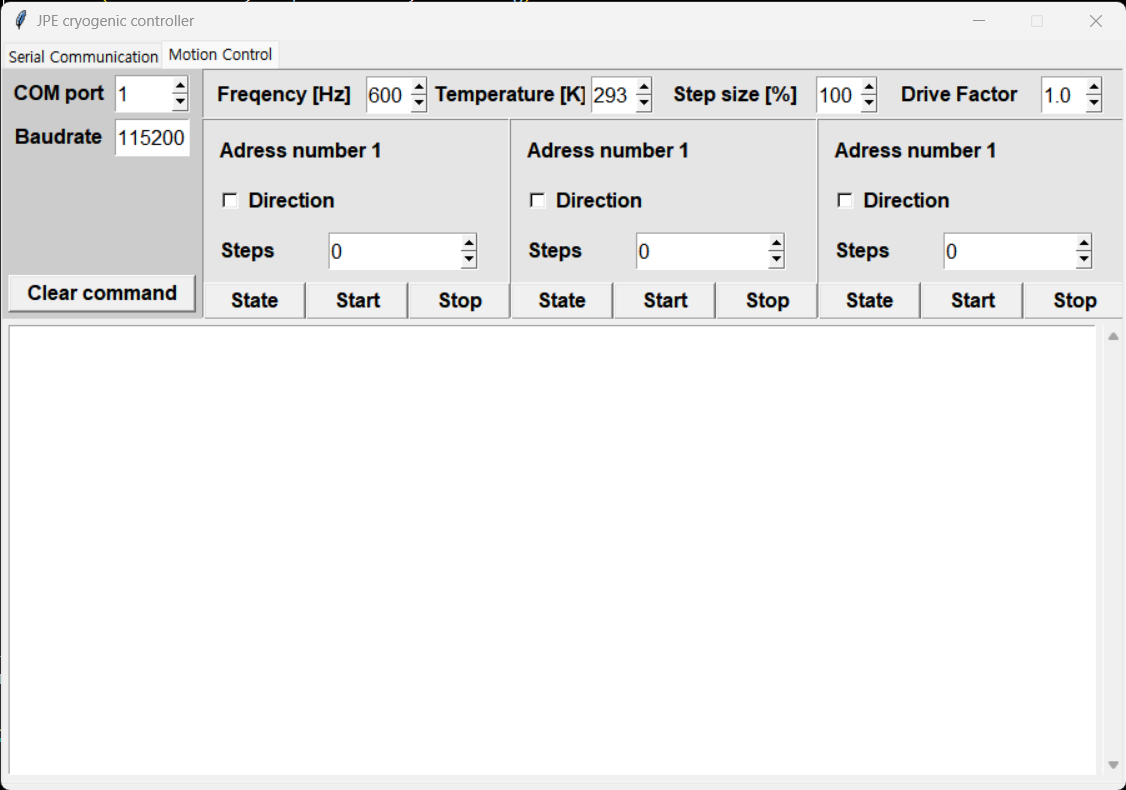 JPE cryogenic controller
Serial Communication Motion Control
COM port 1 Freqency [Hz] 600 Temperature [K] 293 Step size [%] 100 Drive Factor 1.0
Baudrate 115200
Adress number 1 Adress number 1 Adress number 1
Direction Direction Direction
Steps 0 Steps 0 Steps 0
Clear command State Start Stop State Start Stop State Start Stop